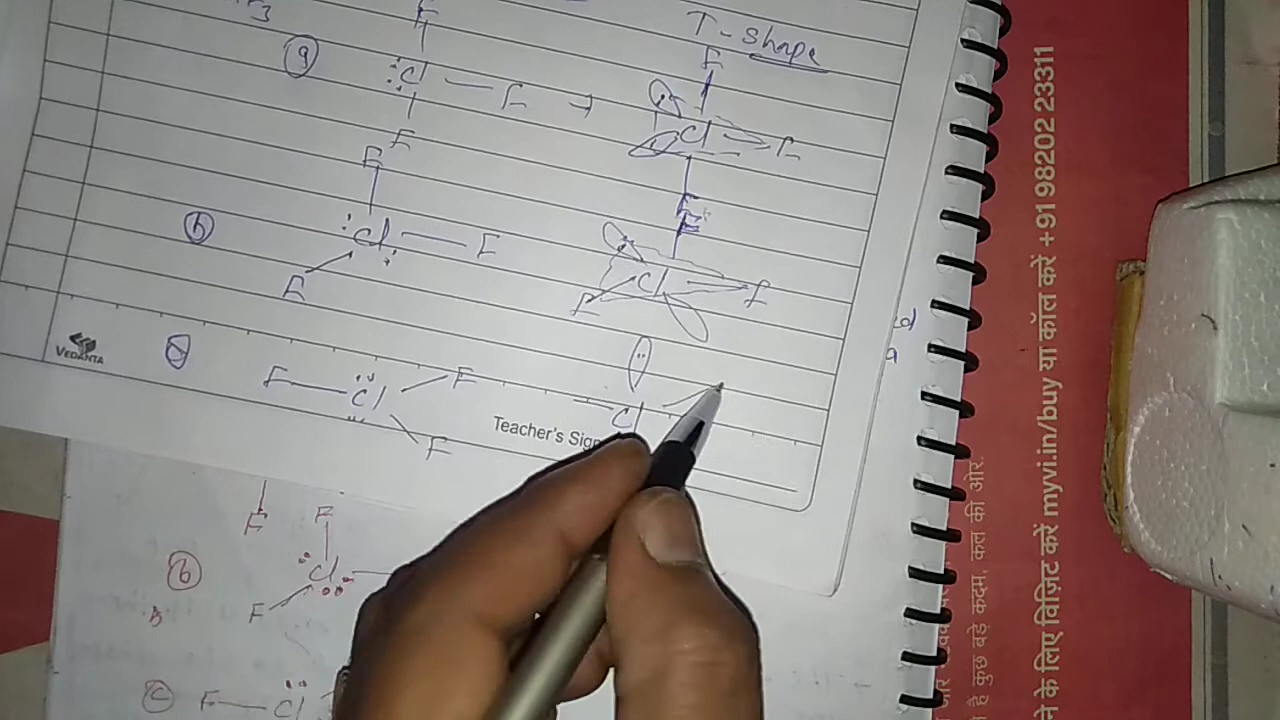 T-shape
F
F
(a)
:Cl — F →
Cl
F
F
F
F
F
(b)
:Cl — F
Cl
F
F
F
F
VEDANTA
F — Cl
F
F
Cl
Teacher's Sign
F
F
(b)
Cl
F
(c) F — Cl
d
a
ने के लिए विज़िट करें myvi.in/buy या कॉल करें +91 98202 23311
है कुछ बड़े कदम, कल की ओर.